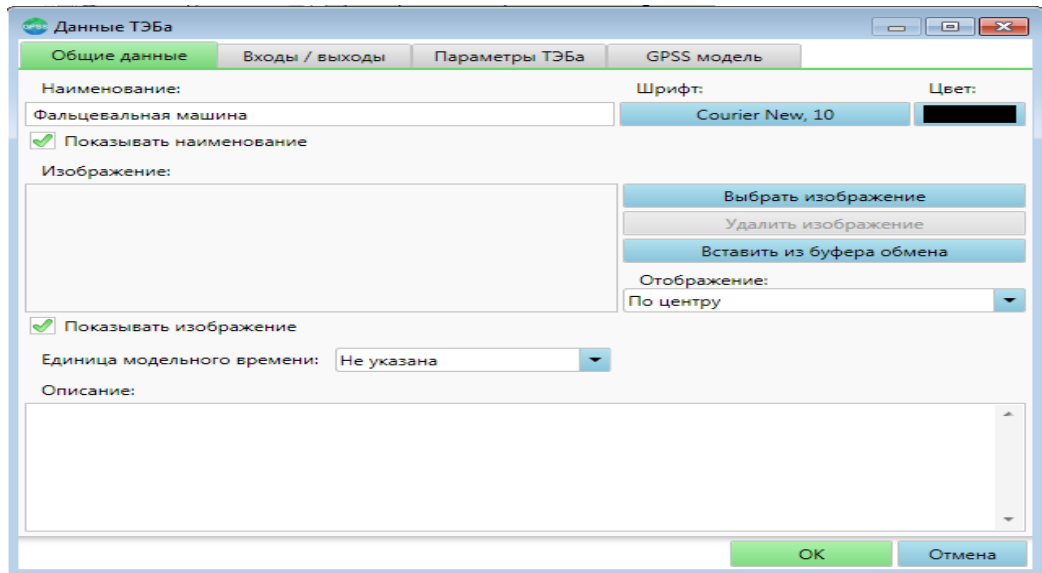 Данные ТЭБа
Общие данные Входы / выходы Параметры ТЭБа GPSS модель
Наименование: Шрифт: Цвет:
Фальцевальная машина Courier New, 10
Показывать наименование
Изображение:
Выбрать изображение
Удалить изображение
Вставить из буфера обмена
Отображение:
По центру
Показывать изображение
Единица модельного времени: Не указана
Описание:
OK Отмена